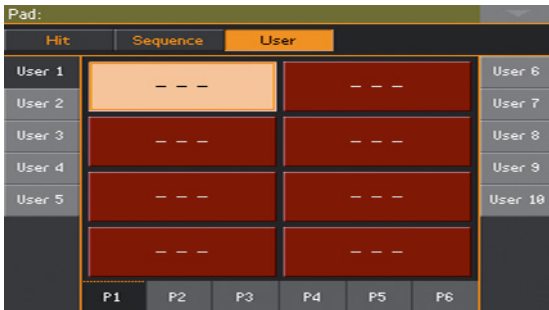 Pad:
Hit Sequence User
User 1 --- --- User 6
User 2 User 7
User 3 --- --- User 8
User 4 User 9
User 5 --- --- User 10
--- ---
P1 P2 P3 P4 P5 P6